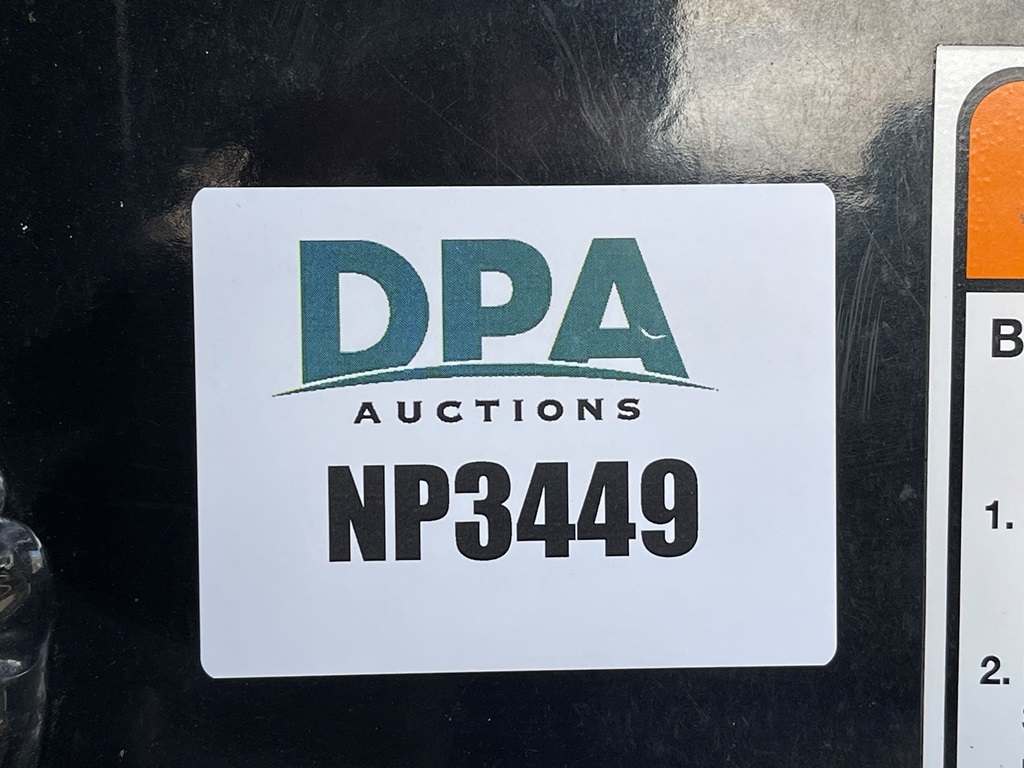 DPA
AUCTIONS
NP3449
B
1.
2.